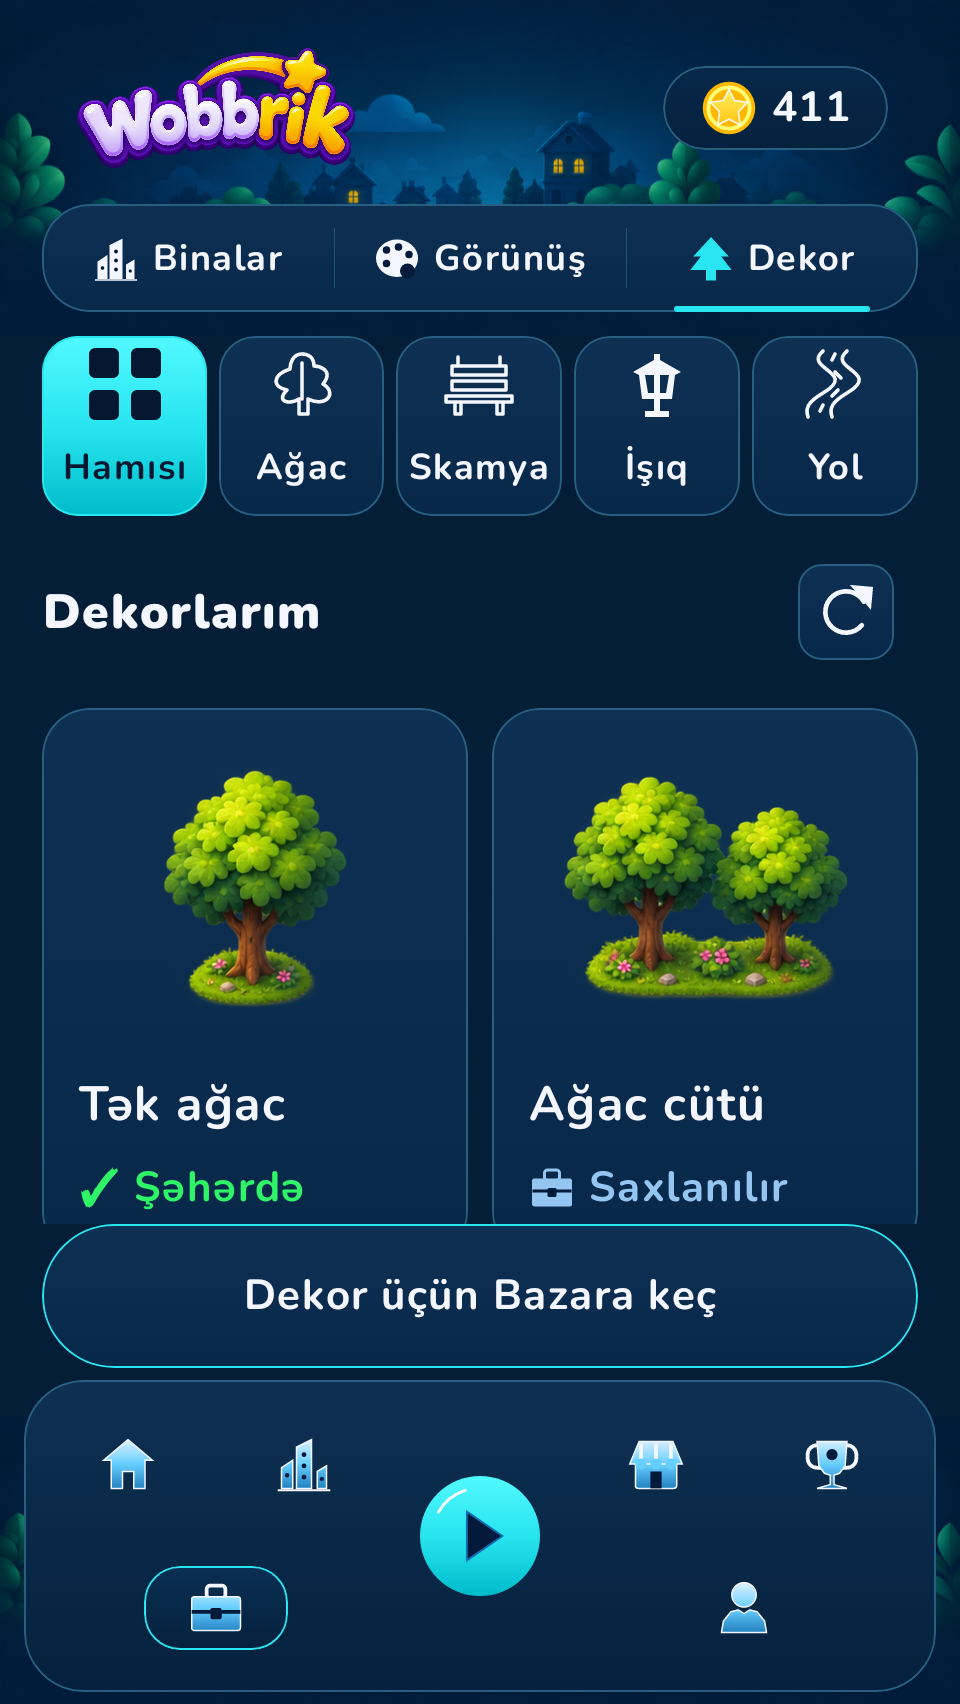 Wobbrik
411
Binalar
Görünüş
Dekor
Hamısı
Ağac
Skamya
İşıq
Yol
Dekorlarım
Tək ağac
Ağac cütü
Şəhərdə
Saxlanılır
Dekor üçün Bazara keç